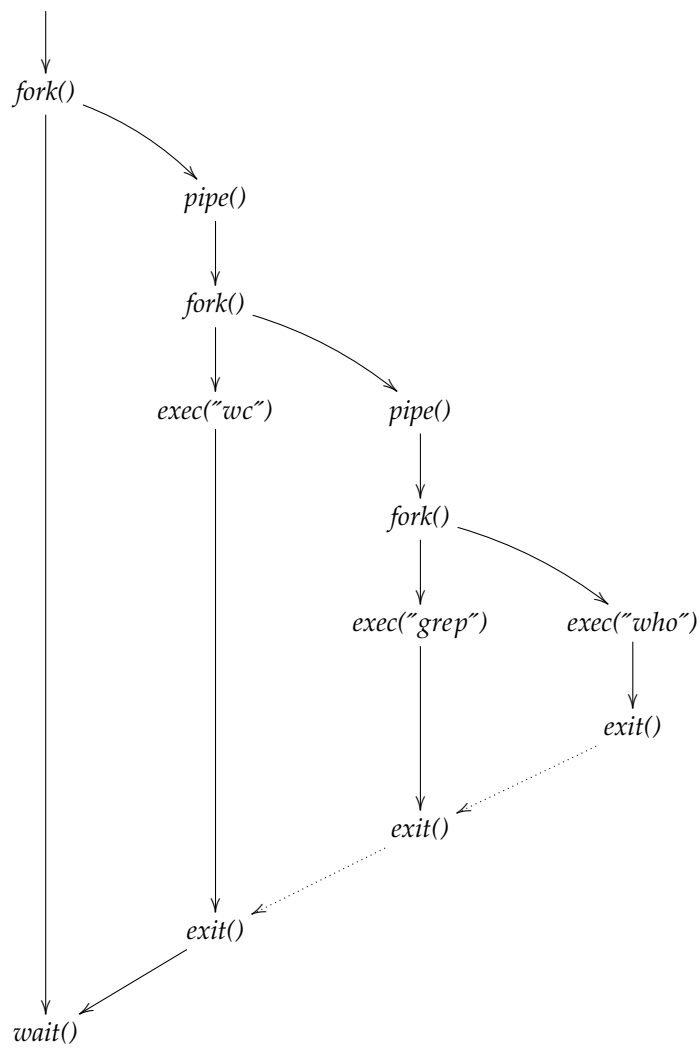 fork()
pipe()
fork()
exec("wc")
pipe()
fork()
exec("grep")
exec("who")
exit()
exit()
exit()
wait()